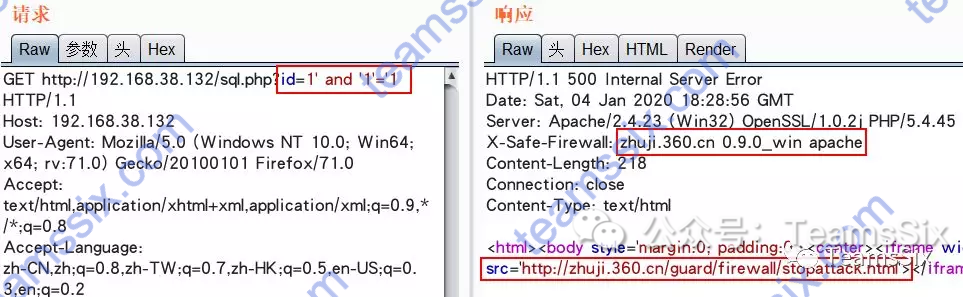 请求
Raw 参数 头 Hex
GET http://192.168.38.132/sql.php?id=1' and '1'='1
HTTP/1.1
Host: 192.168.38.132
User-Agent: Mozilla/5.0 (Windows NT 10.0; Win64;
x64; rv:71.0) Gecko/20100101 Firefox/71.0
Accept:
text/html,application/xhtml+xml,application/xml;q=0.9,*
/*;q=0.8
Accept-Language:
zh-CN,zh;q=0.8,zh-TW;q=0.7,zh-HK;q=0.5,en-US;q=0.
3,en;q=0.2
响应
Raw 头 Hex HTML Render
HTTP/1.1 500 Internal Server Error
Date: Sat, 04 Jan 2020 18:28:56 GMT
Server: Apache/2.4.23 (Win32) OpenSSL/1.0.2j PHP/5.4.45
X-Safe-Firewall: zhuji.360.cn 0.9.0_win apache
Content-Length: 218
Connection: close
Content-Type: text/html
<html><body style='margin:0; padding:0'><center><iframe wid
src='http://zhuji.360.cn/guard/firewall/stopattack.html'></ifram
teamssix.com
公众号：TeamsSix
TeamsSix